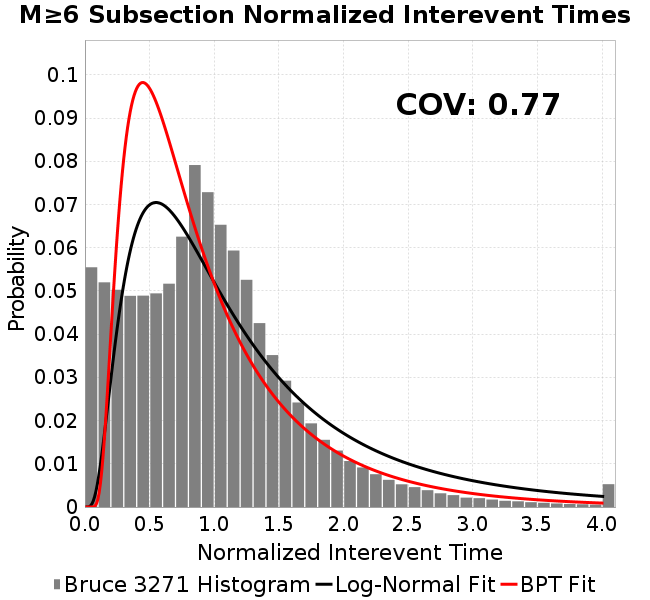 M≥6 Subsection Normalized Interevent Times
COV: 0.77
Probability
0.1
0.09
0.08
0.07
0.06
0.05
0.04
0.03
0.02
0.01
0
0.0 0.5 1.0 1.5 2.0 2.5 3.0 3.5 4.0
Normalized Interevent Time
Bruce 3271 Histogram Log-Normal Fit BPT Fit